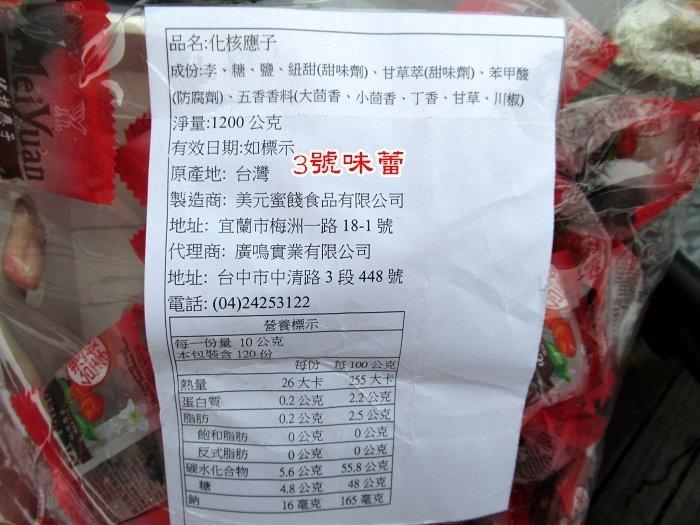 MeiYuan
化核應子
品名:化核應子
成份:李、糖、鹽、紐甜(甜味劑)、甘草萃(甜味劑)、苯甲酸
(防腐劑)、五香香料(大茴香、小茴香、丁香、甘草、川椒)
淨量:1200 公克
有效日期:如標示
3號味蕾
原產地: 台灣
製造商: 美元蜜餞食品有限公司
地址: 宜蘭市梅洲一路 18-1 號
代理商: 廣鳴實業有限公司
地址: 台中市中清路 3 段 448 號
電話: (04)24253122
營養標示
每一份量 10 公克
本包裝含 120 份
每份 每 100 公克
熱量 26 大卡 255 大卡
蛋白質 0.2 公克 2.2 公克
脂肪 0.2 公克 2.5 公克
飽和脂肪 0 公克 0 公克
反式脂肪 0 公克 0 公克
碳水化合物 5.6 公克 55.8 公克
糖 4.8 公克 48 公克
鈉 16 毫克 165 毫克